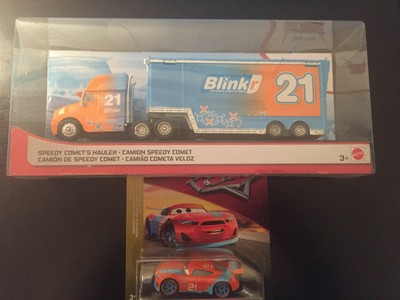 21
Blinkr
21
SPEEDY COMET'S HAULER • CAMION SPEEDY COMET
CAMIÓN DE SPEEDY COMET • CAMIÃO COMETA VELOZ
3+
21